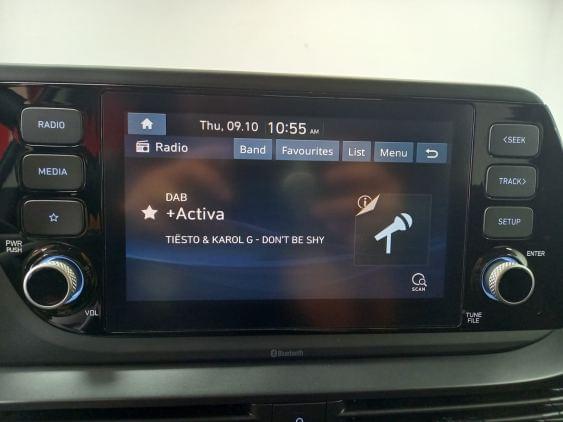 Thu, 09.10 10:55 AM
RADIO
<SEEK
Radio Band Favourites List Menu
MEDIA
TRACK>
DAB
+Activa
SETUP
TIËSTO & KAROL G - DON'T BE SHY
PWR
PUSH
ENTER
SCAN
VOL
TUNE
FILE
Bluetooth